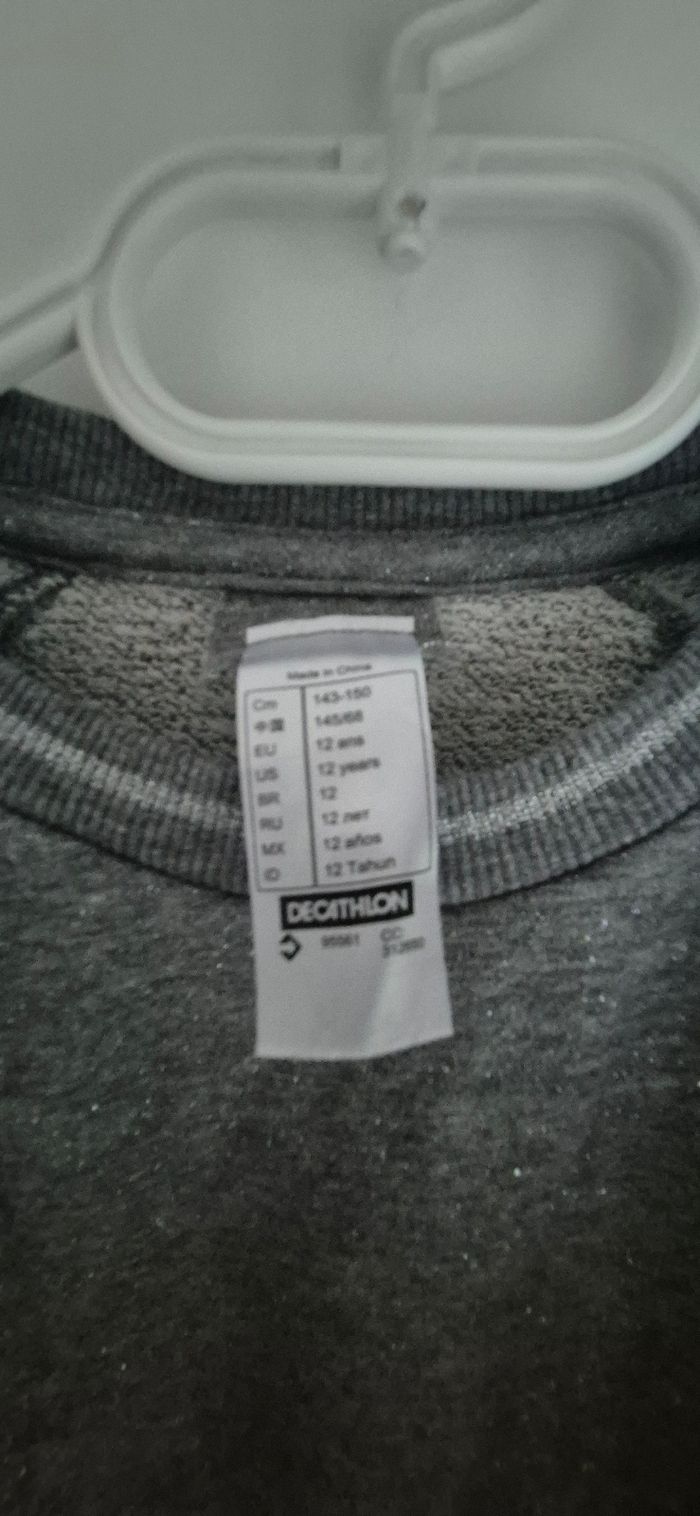 Made in China
Cm 143-150
中国 145/68
EU 12 ans
US 12 years
BR 12
RU 12 лет
MX 12 años
ID 12 Tahun
DECATHLON
CC